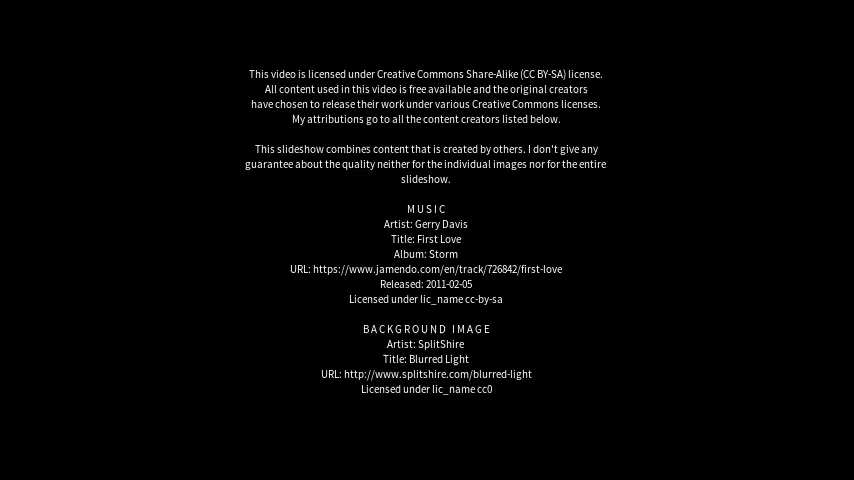 This video is licensed under Creative Commons Share-Alike (CC BY-SA) license.
All content used in this video is free available and the original creators
have chosen to release their work under various Creative Commons licenses.
My attributions go to all the content creators listed below.
This slideshow combines content that is created by others. I don't give any
guarantee about the quality neither for the individual images nor for the entire
slideshow.
MUSIC
Artist: Gerry Davis
Title: First Love
Album: Storm
URL: https://www.jamendo.com/en/track/726842/first-love
Released: 2011-02-05
Licensed under lic_name cc-by-sa
BACKGROUND IMAGE
Artist: SplitShire
Title: Blurred Light
URL: http://www.splitshire.com/blurred-light
Licensed under lic_name cc0